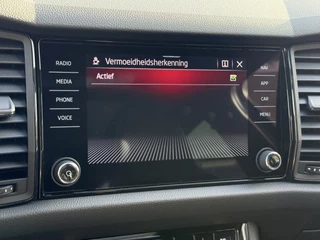 Vermoeidheidsherkenning
Actief
RADIO
MEDIA
PHONE
VOICE
NAV
APP
CAR
MENU